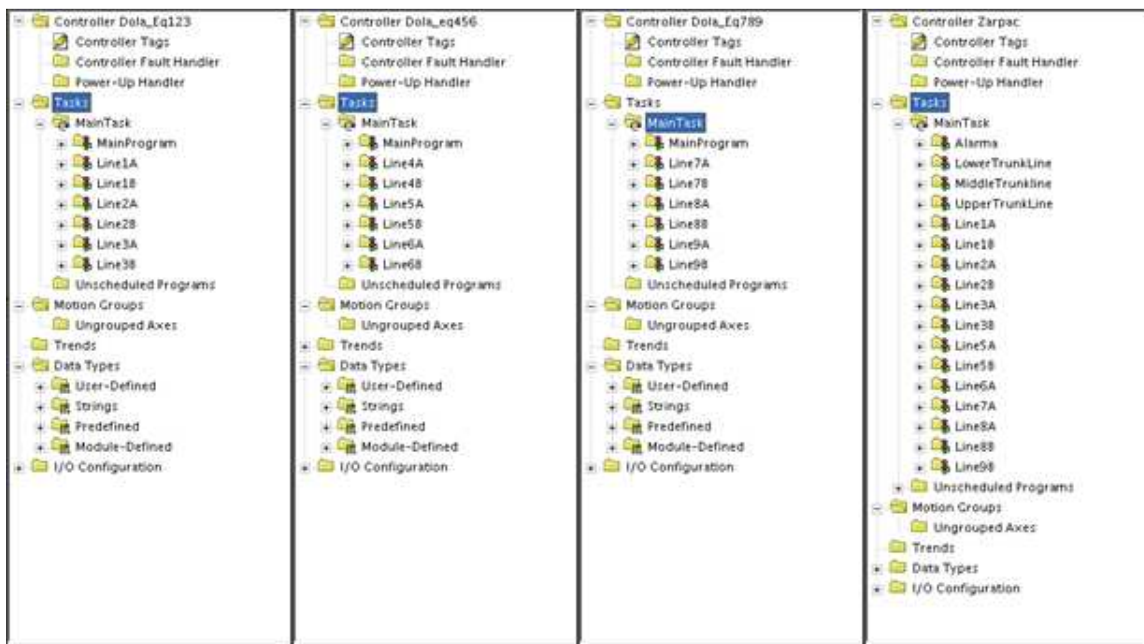 Controller Dola_Eq123
Controller Tags
Controller Fault Handler
Power-Up Handler
Tasks
MainTask
MainProgram
Line1A
Line1B
Line2A
Line2B
Line3A
Line3B
Unscheduled Programs
Motion Groups
Ungrouped Axes
Trends
Data Types
User-Defined
Strings
Predefined
Module-Defined
I/O Configuration
Controller Dola_eq456
Controller Tags
Controller Fault Handler
Power-Up Handler
Tasks
MainTask
MainProgram
Line4A
Line4B
Line5A
Line5B
Line6A
Line6B
Unscheduled Programs
Motion Groups
Ungrouped Axes
Trends
Data Types
User-Defined
Strings
Predefined
Module-Defined
I/O Configuration
Controller Dola_Eq789
Controller Tags
Controller Fault Handler
Power-Up Handler
Tasks
MainTask
MainProgram
Line7A
Line7B
Line8A
Line8B
Line9A
Line9B
Unscheduled Programs
Motion Groups
Ungrouped Axes
Trends
Data Types
User-Defined
Strings
Predefined
Module-Defined
I/O Configuration
Controller Zarpac
Controller Tags
Controller Fault Handler
Power-Up Handler
Tasks
MainTask
Alarma
LowerTrunkLine
MiddleTrunkline
UpperTrunkLine
Line1A
Line1B
Line2A
Line2B
Line3A
Line3B
Line5A
Line5B
Line6A
Line7A
Line8A
Line8B
Line9B
Unscheduled Programs
Motion Groups
Ungrouped Axes
Trends
Data Types
I/O Configuration